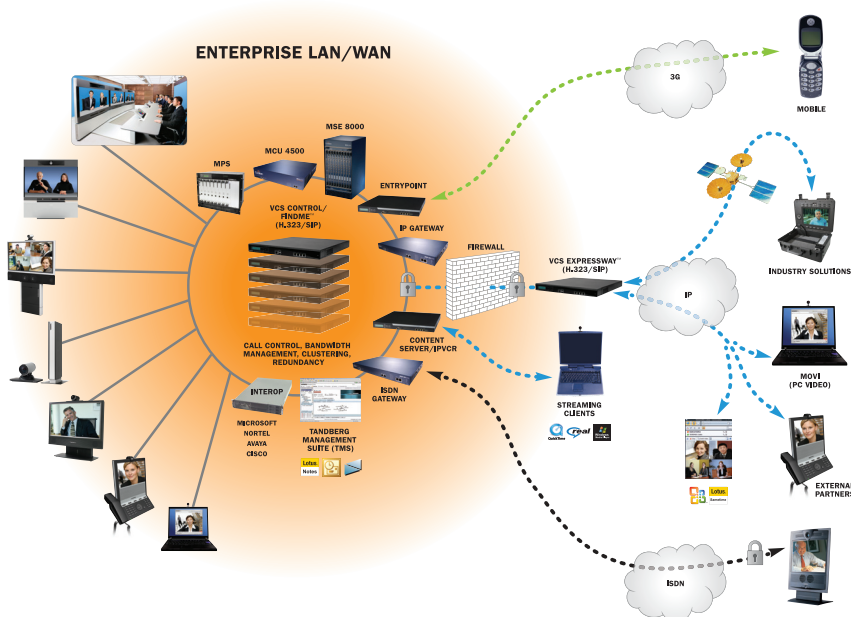 ENTERPRISE LAN/WAN
3G
MOBILE
MSE 8000
MCU 4500
MPS
ENTRYPOINT
VCS CONTROL/
FINDME™
(H.323/SIP)
IP GATEWAY
FIREWALL
VCS EXPRESSWAY™
(H.323/SIP)
INDUSTRY SOLUTIONS
IP
CALL CONTROL, BANDWIDTH
MANAGEMENT, CLUSTERING,
REDUNDANCY
CONTENT
SERVER/IPVCR
ISDN
GATEWAY
MOVI
(PC VIDEO)
INTEROP
MICROSOFT
NORTEL
AVAYA
CISCO
TANDBERG
MANAGEMENT
SUITE (TMS)
Lotus
Notes
STREAMING
CLIENTS
QuickTime
real
Lotus
EXTERNAL
PARTNERS
ISDN